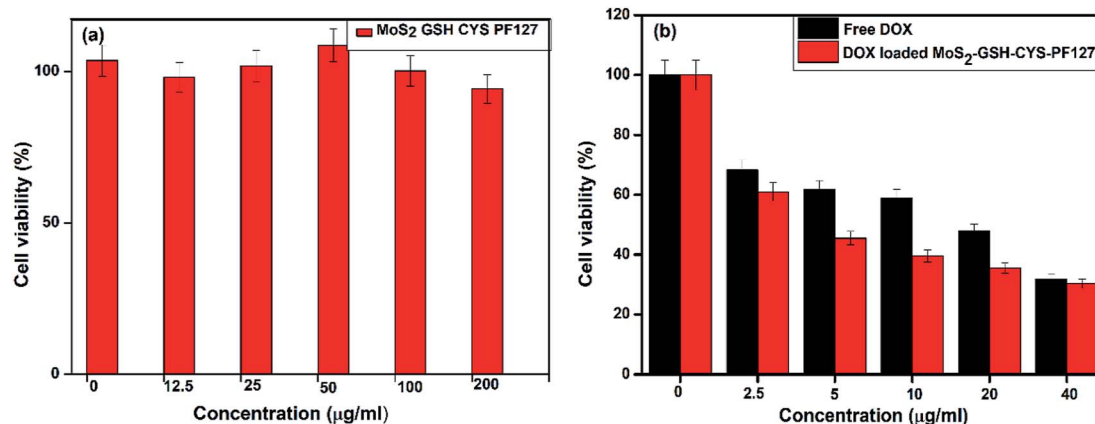 (a)
MoS2 GSH CYS PF127
100
50
0
Cell viability (%)
0 12.5 25 50 100 200
Concentration (μg/ml)
(b)
Free DOX
DOX loaded MoS2-GSH-CYS-PF127
120
100
80
60
40
20
0
Cell viability (%)
0 2.5 5 10 20 40
Concentration (μg/ml)